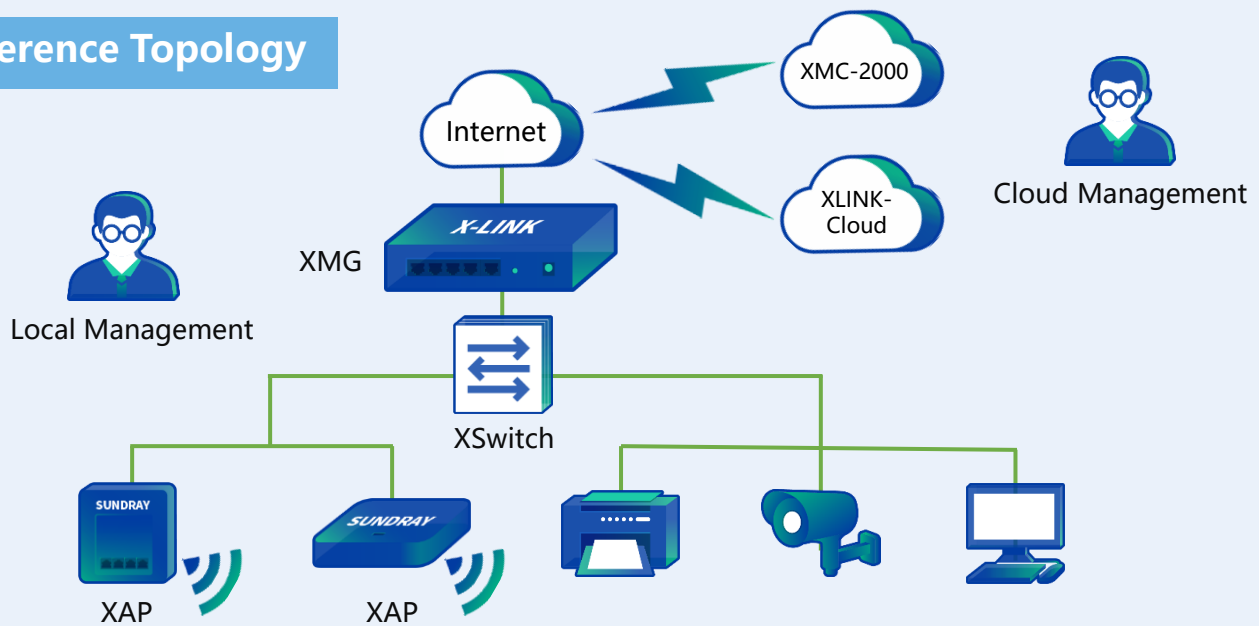 erence Topology
XMC-2000
Internet
Cloud Management
XLINK-
Cloud
X-LINK
XMG
Local Management
XSwitch
SUNDRAY
SUNDRAY
XAP
XAP